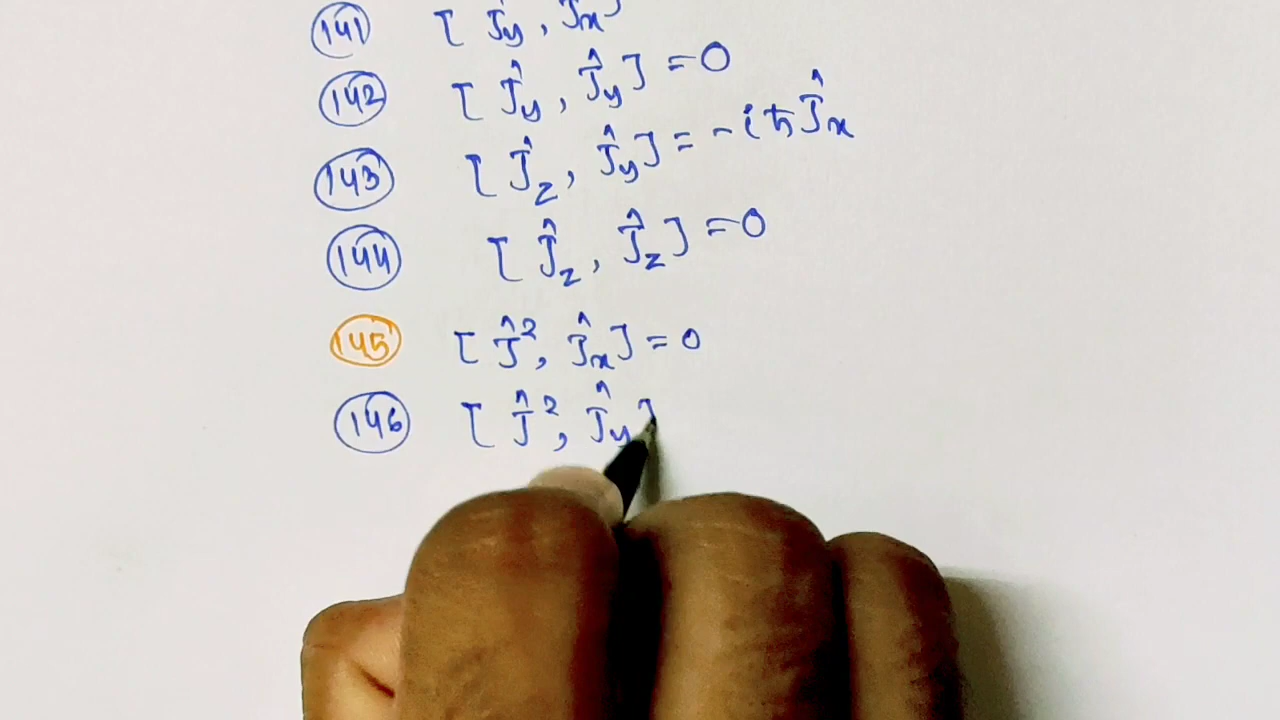 (141) [ Ĵy, Ĵx]
(142) [ Ĵy, Ĵy] = 0
(143) [ Ĵz, Ĵy] = -iħĴx
(144) [ Ĵz, Ĵz] = 0
(145) [ Ĵ², Ĵx] = 0
(146) [ Ĵ², Ĵy]